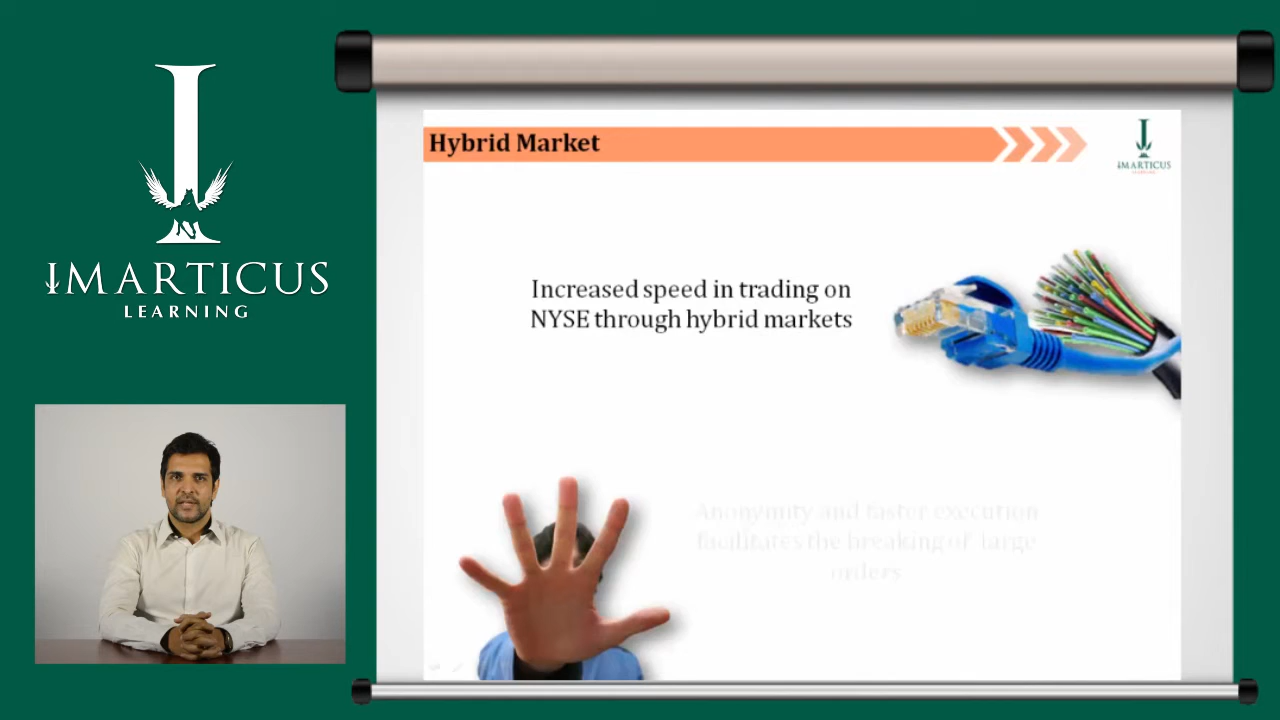 IMARTICUS
LEARNING
Hybrid Market
IMARTICUS
LEARNING
Increased speed in trading on
NYSE through hybrid markets
Anonymity and faster execution
facilitates the breaking of large
orders